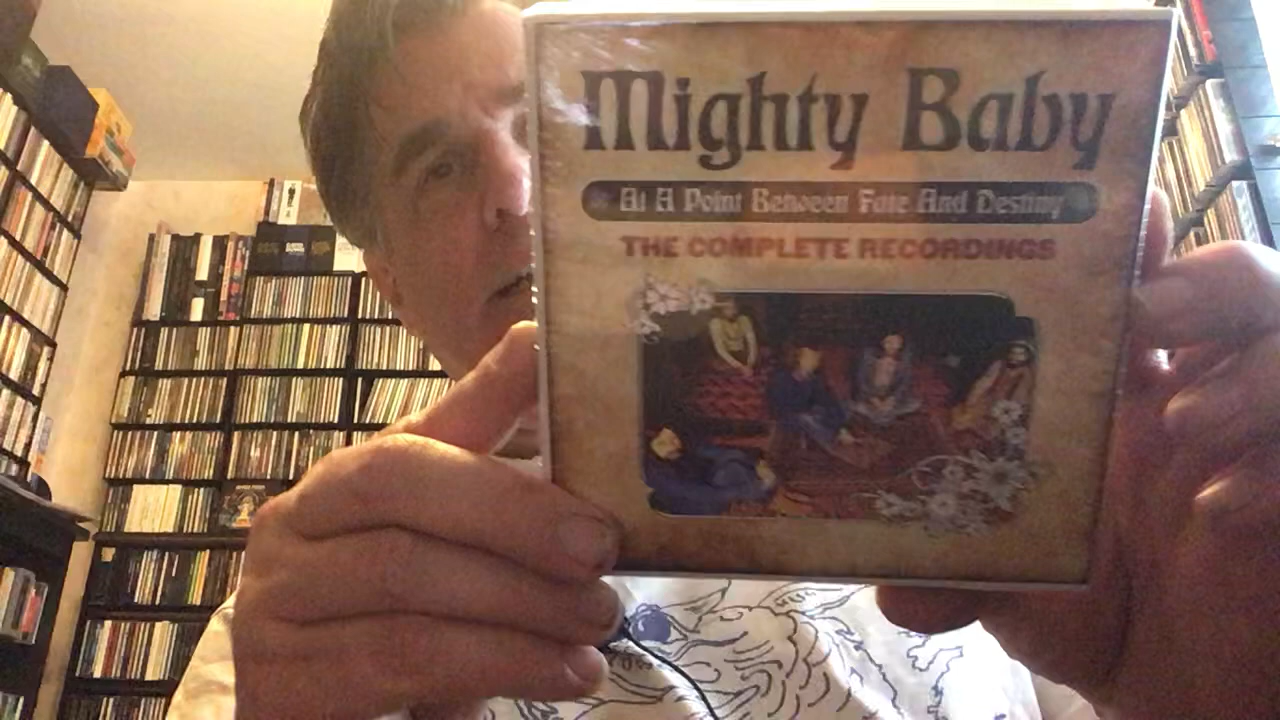 Mighty Baby
At A Point Between Fate And Destiny
THE COMPLETE RECORDINGS